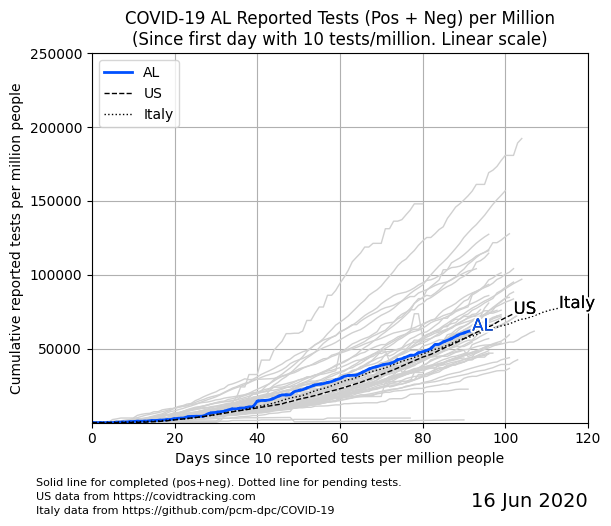 COVID-19 AL Reported Tests (Pos + Neg) per Million
(Since first day with 10 tests/million. Linear scale)
250000
200000
150000
100000
50000
Cumulative reported tests per million people
AL
US
Italy
AL
US
Italy
0 20 40 60 80 100 120
Days since 10 reported tests per million people
Solid line for completed (pos+neg). Dotted line for pending tests.
US data from https://covidtracking.com
Italy data from https://github.com/pcm-dpc/COVID-19
16 Jun 2020